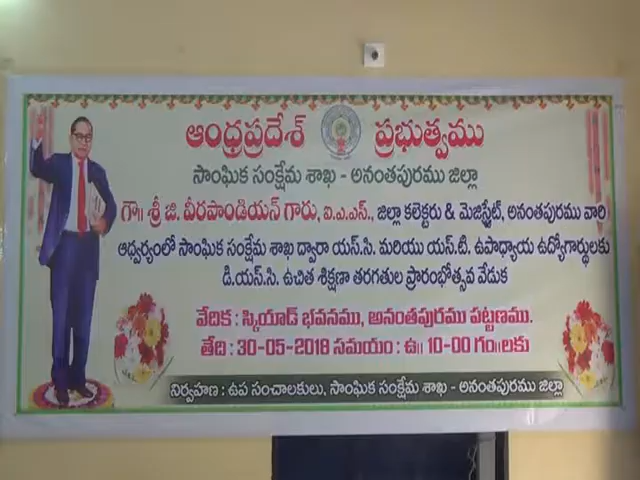 ఆంధ్రప్రదేశ్ ప్రభుత్వము
సాంఘిక సంక్షేమ శాఖ - అనంతపురము జిల్లా
గౌ॥ శ్రీ జి. వీరపాండియన్ గారు, ఐ.ఎ.ఎస్., జిల్లా కలెక్టరు & మెజిస్ట్రేట్, అనంతపురము వారి
ఆధ్వర్యంలో సాంఘిక సంక్షేమ శాఖ ద్వారా యస్.సి. మరియు యస్.టి. ఉపాధ్యాయ ఉద్యోగార్థులకు
డి.యస్.సి. ఉచిత శిక్షణా తరగతుల ప్రారంభోత్సవ వేడుక
వేదిక : స్కియాడ్ భవనము, అనంతపురము పట్టణము.
తేది : 30-05-2018 సమయం : ఉ॥ 10-00 గం॥లకు
నిర్వహణ : ఉప సంచాలకులు, సాంఘిక సంక్షేమ శాఖ - అనంతపురము జిల్లా